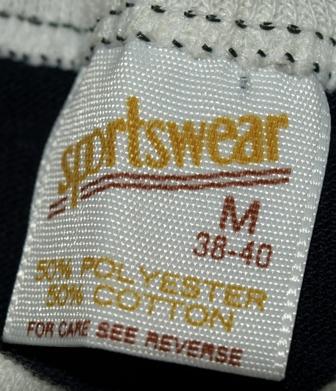 sportswear
M
38-40
50% POLYESTER
50% COTTON
FOR CARE SEE REVERSE